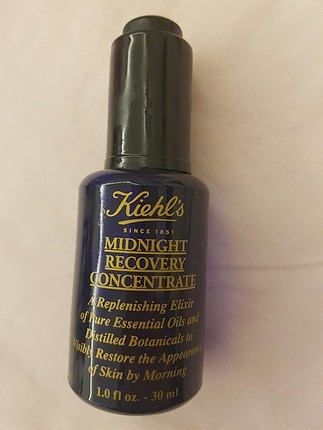 Kiehl's
SINCE 1851
MIDNIGHT
RECOVERY
CONCENTRATE
A Replenishing Elixir
of Pure Essential Oils and
Distilled Botanicals to
Visibly Restore the Appearance
of Skin by Morning
1.0 fl oz. - 30 ml